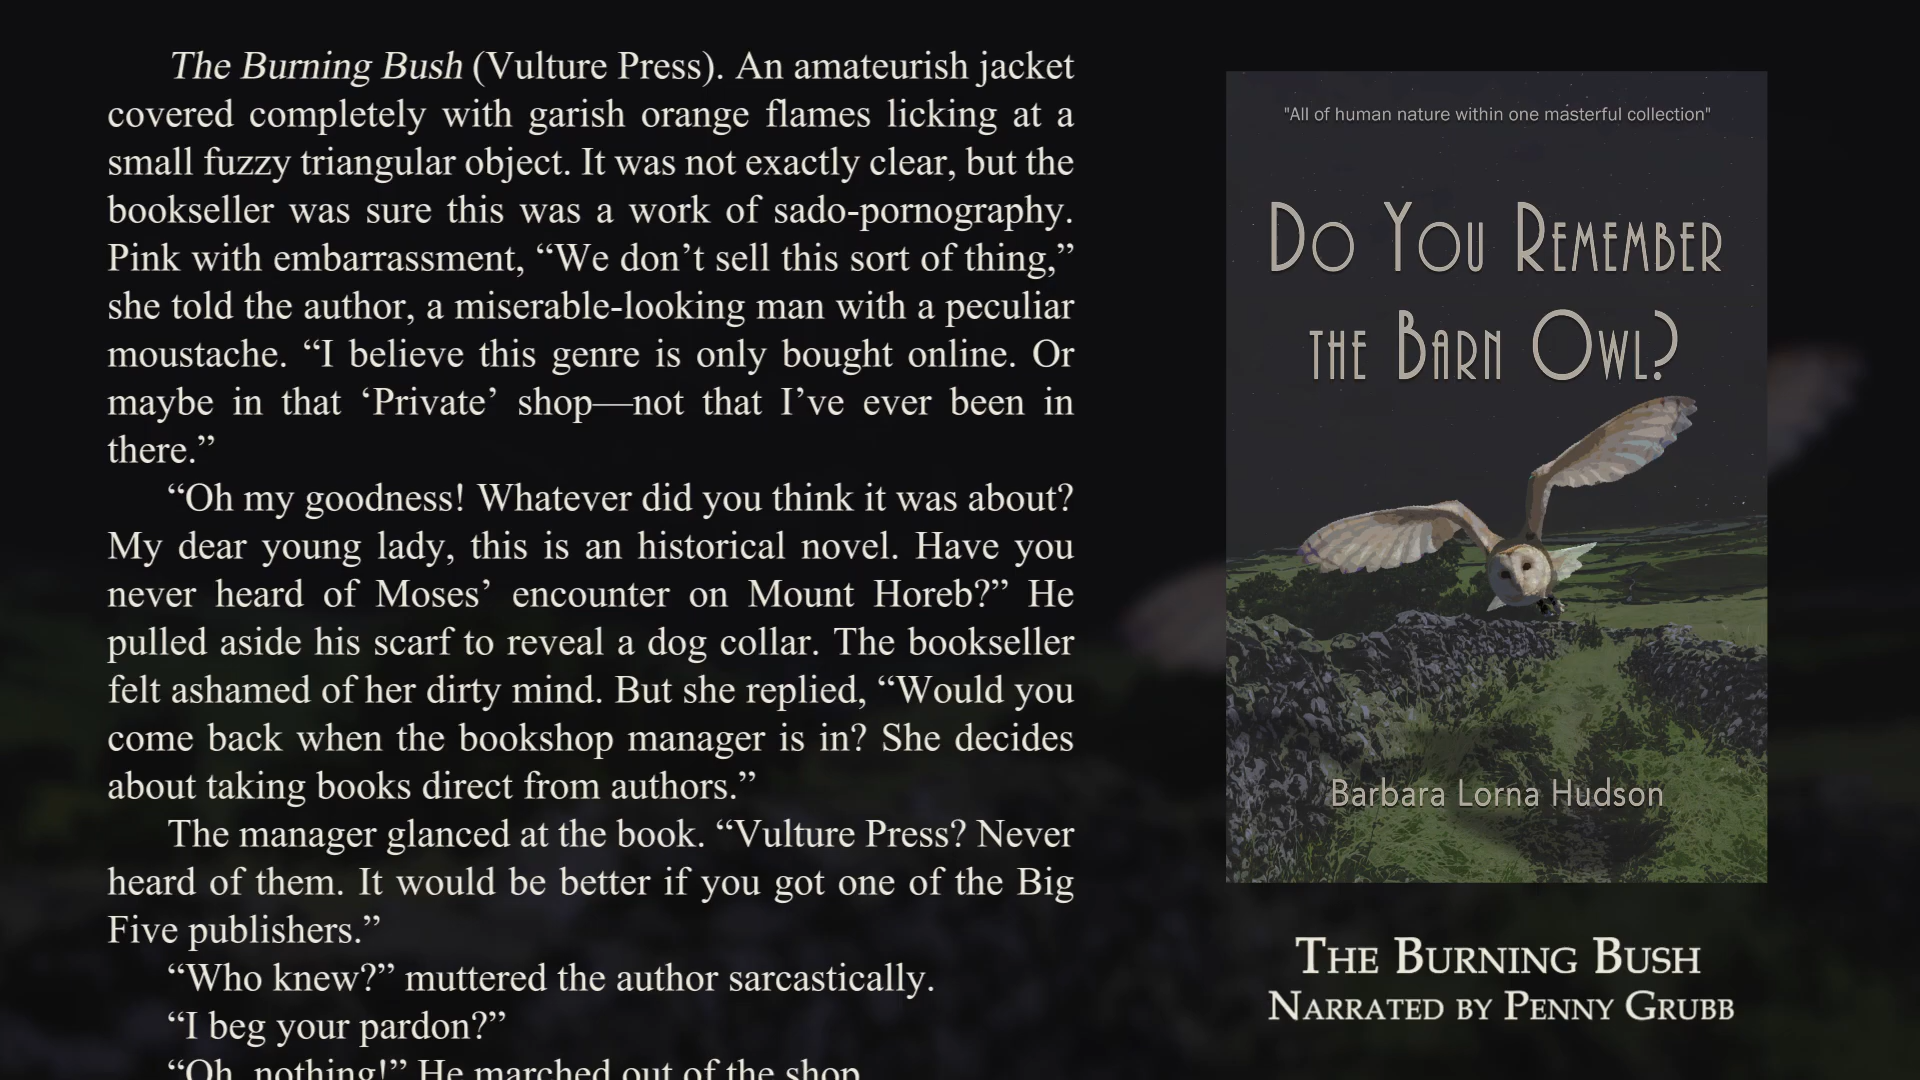 The Burning Bush (Vulture Press). An amateurish jacket
covered completely with garish orange flames licking at a
small fuzzy triangular object. It was not exactly clear, but the
bookseller was sure this was a work of sado-pornography.
Pink with embarrassment, “We don’t sell this sort of thing,”
she told the author, a miserable-looking man with a peculiar
moustache. “I believe this genre is only bought online. Or
maybe in that ‘Private’ shop—not that I’ve ever been in
there.”
“Oh my goodness! Whatever did you think it was about?
My dear young lady, this is an historical novel. Have you
never heard of Moses’ encounter on Mount Horeb?” He
pulled aside his scarf to reveal a dog collar. The bookseller
felt ashamed of her dirty mind. But she replied, “Would you
come back when the bookshop manager is in? She decides
about taking books direct from authors.”
The manager glanced at the book. “Vulture Press? Never
heard of them. It would be better if you got one of the Big
Five publishers.”
“Who knew?” muttered the author sarcastically.
“I beg your pardon?”
“Oh, nothing!” He marched out of the shop.
"All of human nature within one masterful collection"
Do You Remember
the Barn Owl?
Barbara Lorna Hudson
The Burning Bush
Narrated by Penny Grubb